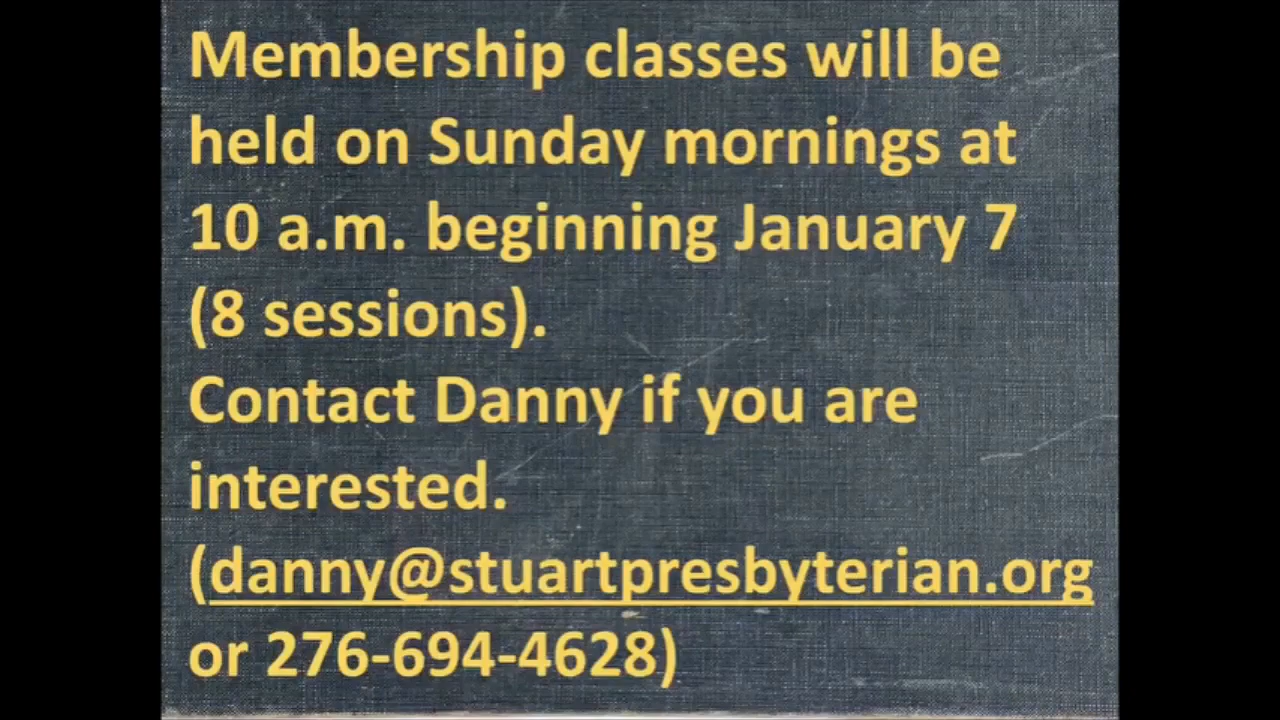 Membership classes will be
held on Sunday mornings at
10 a.m. beginning January 7
(8 sessions).
Contact Danny if you are
interested.
(danny@stuartpresbyterian.org
or 276-694-4628)